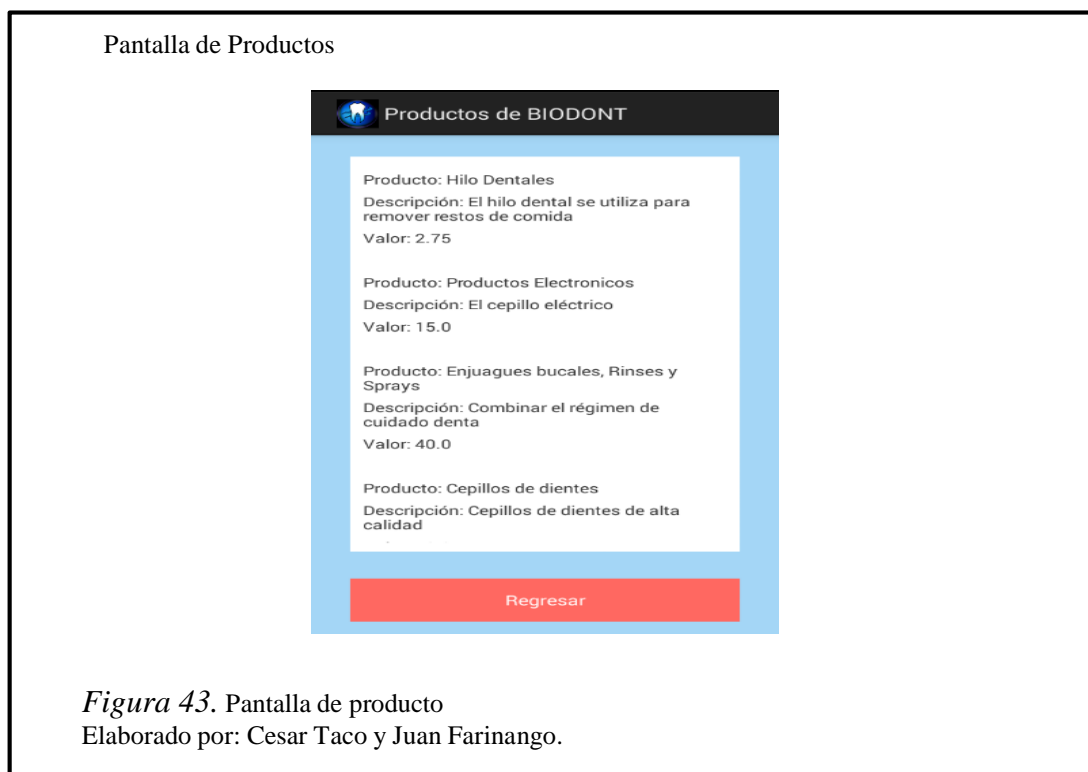 Pantalla de Productos
Productos de BIODONT
Producto: Hilo Dentales
Descripción: El hilo dental se utiliza para
remover restos de comida
Valor: 2.75
Producto: Productos Electronicos
Descripción: El cepillo eléctrico
Valor: 15.0
Producto: Enjuagues bucales, Rinses y
Sprays
Descripción: Combinar el régimen de
cuidado denta
Valor: 40.0
Producto: Cepillos de dientes
Descripción: Cepillos de dientes de alta
calidad
Regresar
Figura 43. Pantalla de producto
Elaborado por: Cesar Taco y Juan Farinango.